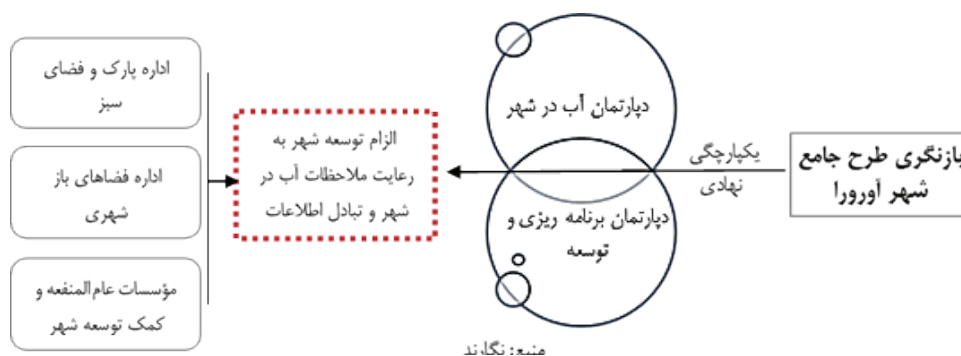 بازنگری طرح جامع
شهر آورورا
یکپارچگی
نهادی
دپارتمان آب در شهر
دپارتمان برنامه ریزی و
توسعه
الزام توسعه شهر به
رعایت ملاحظات آب در
شهر و تبادل اطلاعات
اداره پارک و فضای
سبز
اداره فضاهای باز
شهری
مؤسسات عام‌المنفعه و
کمک توسعه شهر
منبع: نگارند